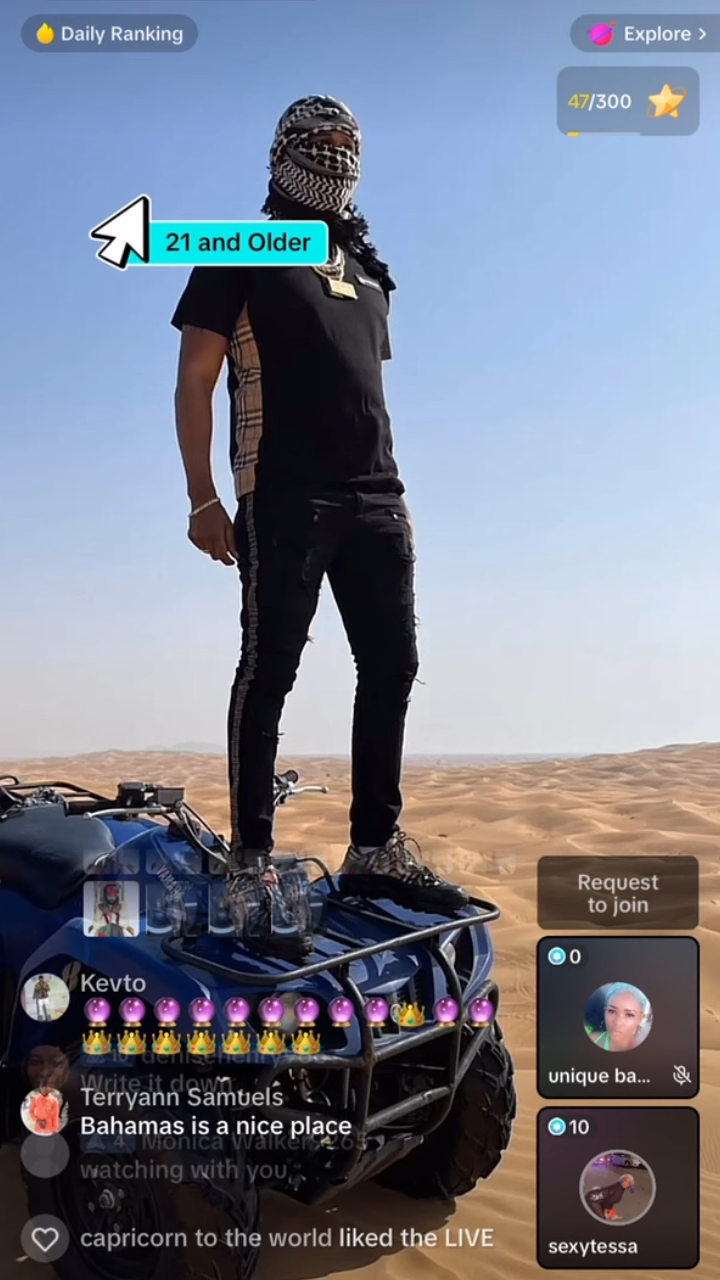 Daily Ranking
Explore >
47/300
21 and Older
Request
to join
0
Kevto
unique ba...
Write it down
Terryann Samuels
Bahamas is a nice place
10
4 Monica Walker 265
watching with you
sexytessa
capricorn to the world liked the LIVE